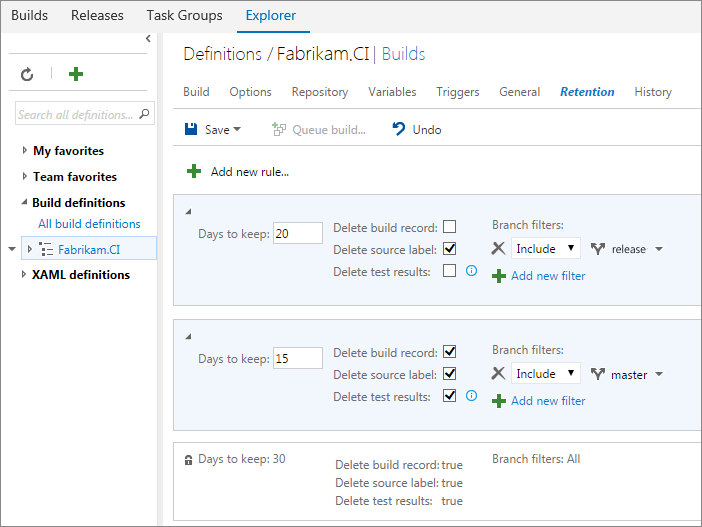 Builds Releases Task Groups Explorer
Definitions / Fabrikam.CI | Builds
Search all definitions...
My favorites
Team favorites
Build definitions
All build definitions
Fabrikam.CI
XAML definitions
Build Options Repository Variables Triggers General Retention History
Save Queue build... Undo
Add new rule...
Days to keep: 20
Delete build record:
Delete source label:
Delete test results:
Branch filters:
Include release
Add new filter
Days to keep: 15
Delete build record:
Delete source label:
Delete test results:
Branch filters:
Include master
Add new filter
Days to keep: 30
Delete build record: true
Delete source label: true
Delete test results: true
Branch filters: All